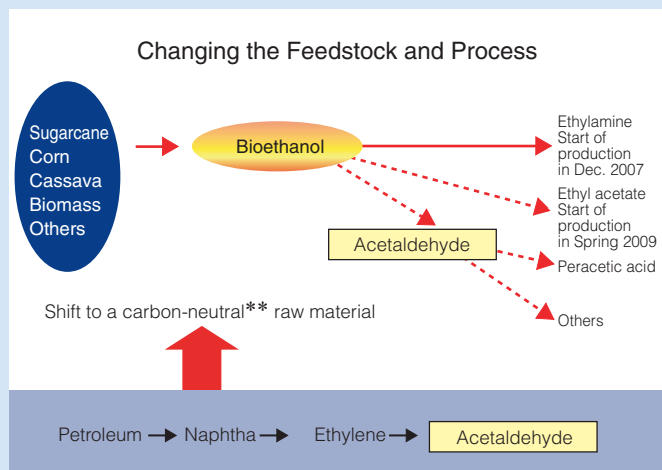 Changing the Feedstock and Process
Sugarcane
Corn
Cassava
Biomass
Others
Bioethanol
Ethylamine
Start of
production
in Dec. 2007
Ethyl acetate
Start of
production
in Spring 2009
Acetaldehyde
Peracetic acid
Others
Shift to a carbon-neutral** raw material
Petroleum → Naphtha → Ethylene → Acetaldehyde